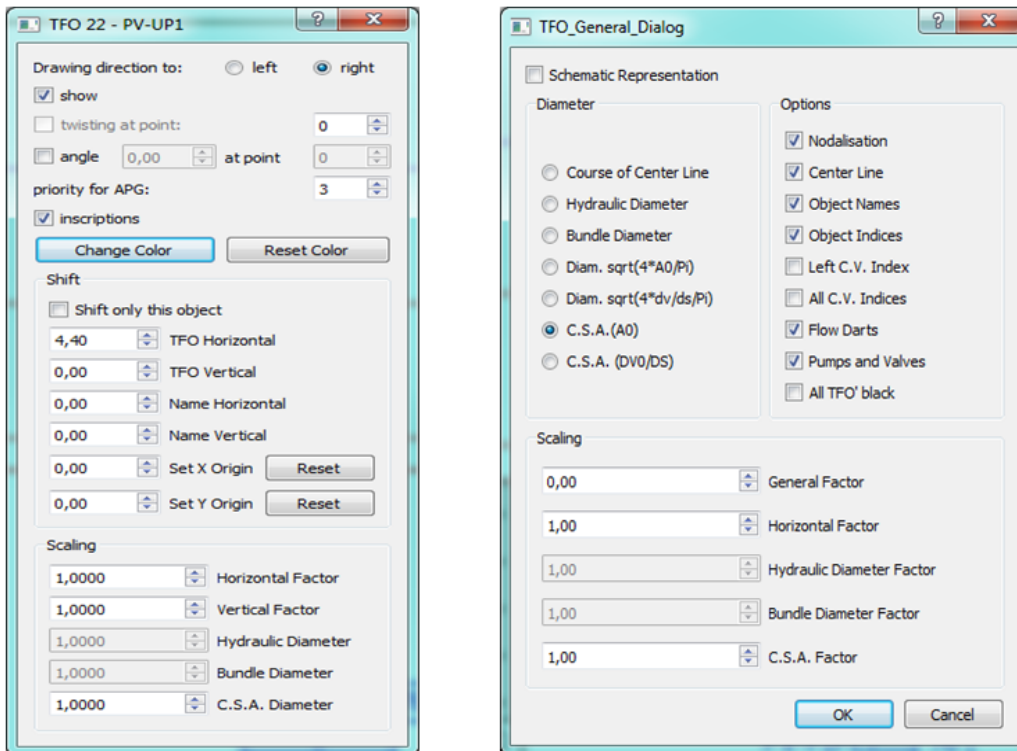 TFO 22 - PV-UP1
Drawing direction to: left right
show
twisting at point: 0
angle 0,00 at point 0
priority for APG: 3
inscriptions
Change Color Reset Color
Shift
Shift only this object
4,40 TFO Horizontal
0,00 TFO Vertical
0,00 Name Horizontal
0,00 Name Vertical
0,00 Set X Origin Reset
0,00 Set Y Origin Reset
Scaling
1,0000 Horizontal Factor
1,0000 Vertical Factor
1,0000 Hydraulic Diameter
1,0000 Bundle Diameter
1,0000 C.S.A. Diameter
TFO_General_Dialog
Schematic Representation
Diameter
Course of Center Line
Hydraulic Diameter
Bundle Diameter
Diam. sqrt(4*A0/Pi)
Diam. sqrt(4*dv/ds/Pi)
C.S.A.(A0)
C.S.A. (DV0/DS)
Options
Nodalisation
Center Line
Object Names
Object Indices
Left C.V. Index
All C.V. Indices
Flow Darts
Pumps and Valves
All TFO' black
Scaling
0,00 General Factor
1,00 Horizontal Factor
1,00 Hydraulic Diameter Factor
1,00 Bundle Diameter Factor
1,00 C.S.A. Factor
OK Cancel